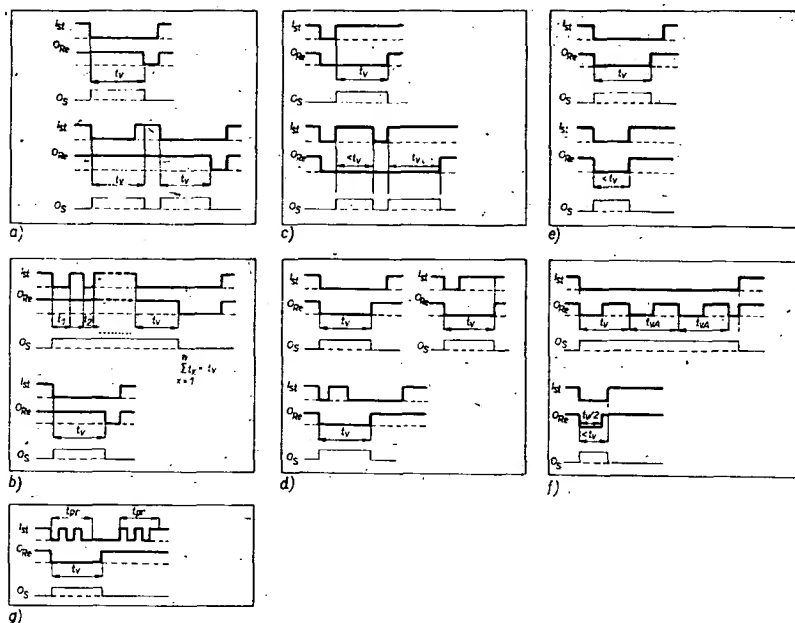 Ist
ORe
tv
OS
Ist
ORe
tv tv
OS
a)
Ist
ORe
tv
OS
Ist
ORe
<tv tv
OS
c)
Ist
ORe
tv
OS
Ist
ORe
<tv
OS
e)
Ist
ORe
t1 t2 tv
OS
n
∑tx = tv
x=1
Ist
ORe
tv
OS
b)
Ist Ist
ORe ORe
tv tv
OS OS
Ist
ORe
tv
OS
d)
Ist
ORe
tv tvA tvA
OS
Ist
ORe
tv/2
<tv
OS
f)
tpr tpr
Ist
ORe
tv
OS
g)